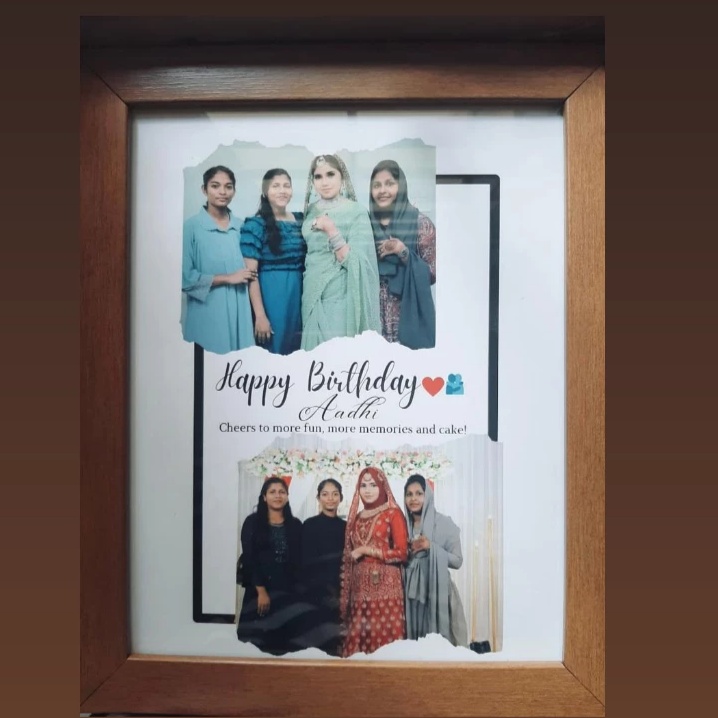 Happy Birthday❤️🫂
Aadhi
Cheers to more fun, more memories and cake!